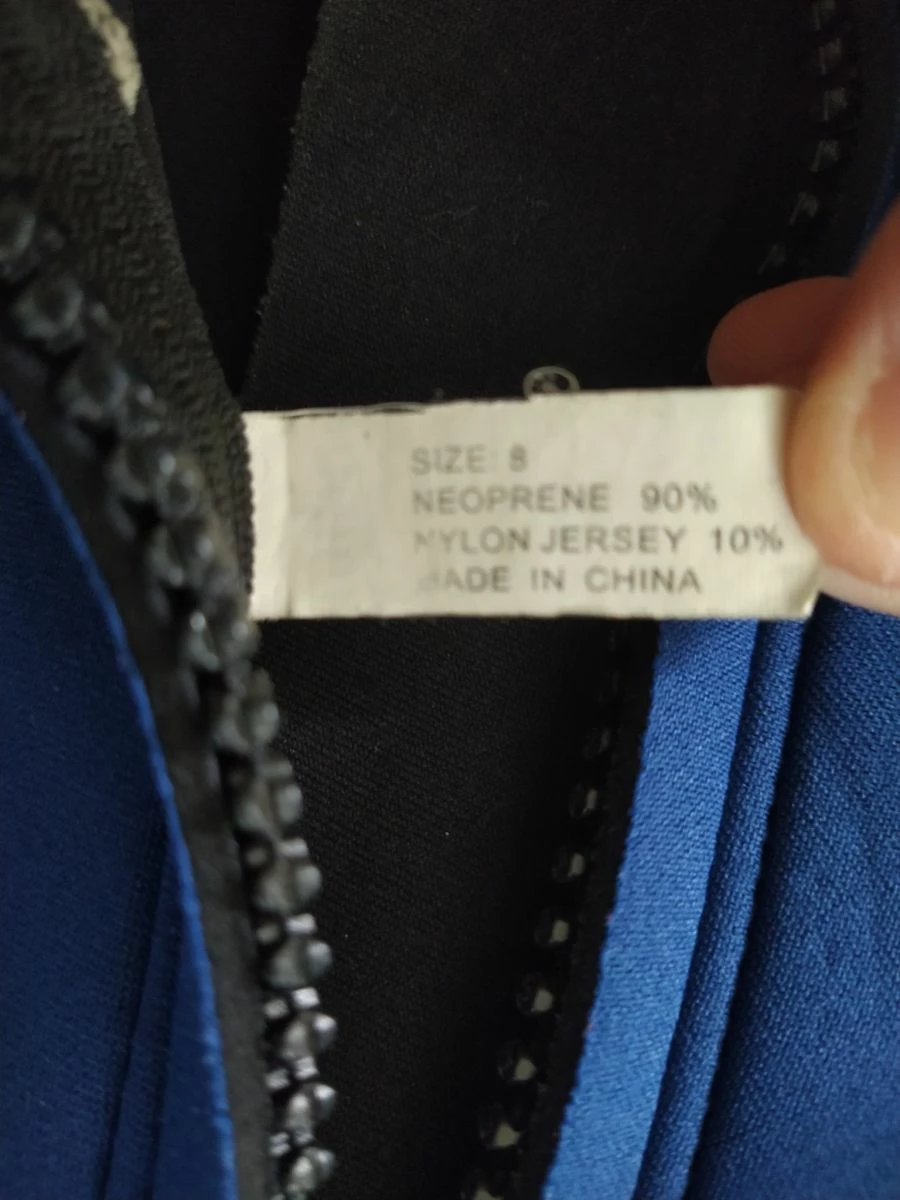 SIZE: 8
NEOPRENE 90%
NYLON JERSEY 10%
MADE IN CHINA